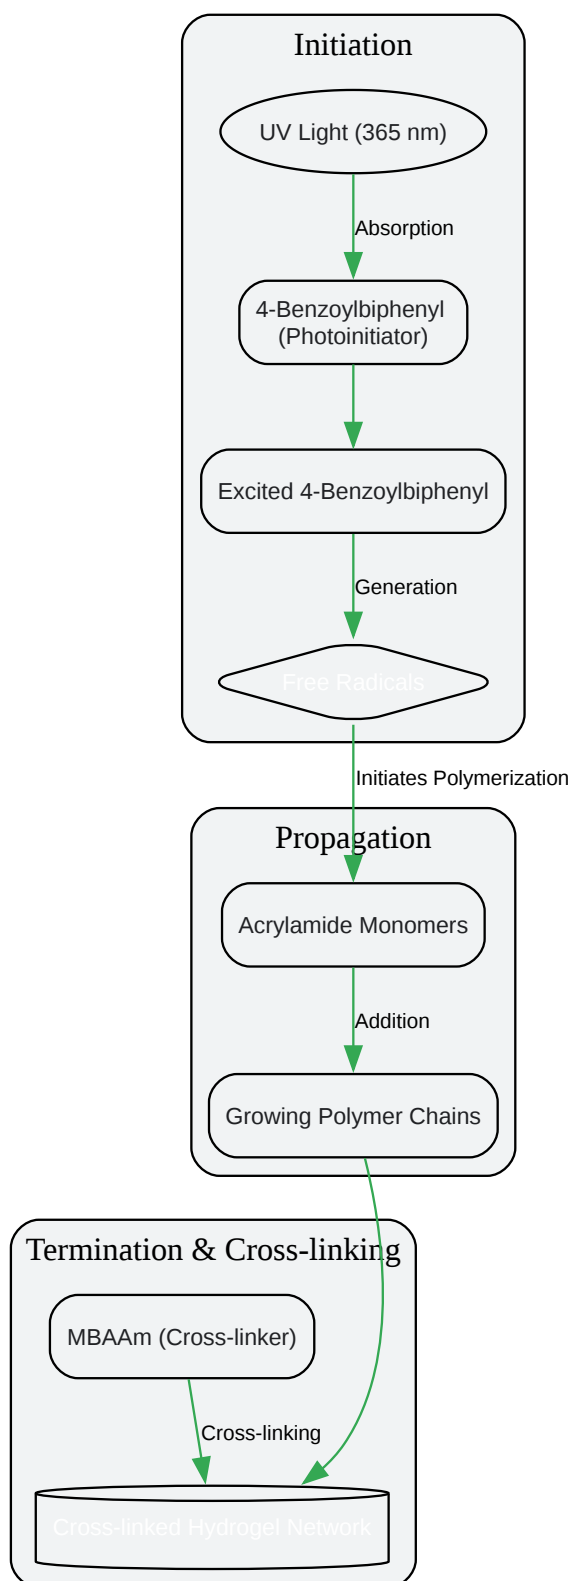 Initiation
UV Light (365 nm)
Absorption
4-Benzoylbiphenyl
(Photoinitiator)
Excited 4-Benzoylbiphenyl
Generation
Free Radicals
Initiates Polymerization
Propagation
Acrylamide Monomers
Addition
Growing Polymer Chains
Termination & Cross-linking
MBAAm (Cross-linker)
Cross-linking
Cross-linked Hydrogel Network